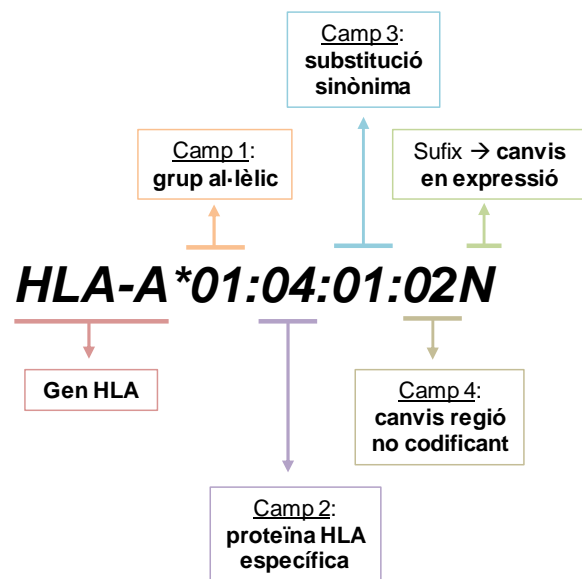 Camp 3:
substitució
sinònima
Camp 1:
grup al·lèlic
Sufix → canvis
en expressió
HLA-A*01:04:01:02N
Gen HLA
Camp 4:
canvis regió
no codificant
Camp 2:
proteïna HLA
específica